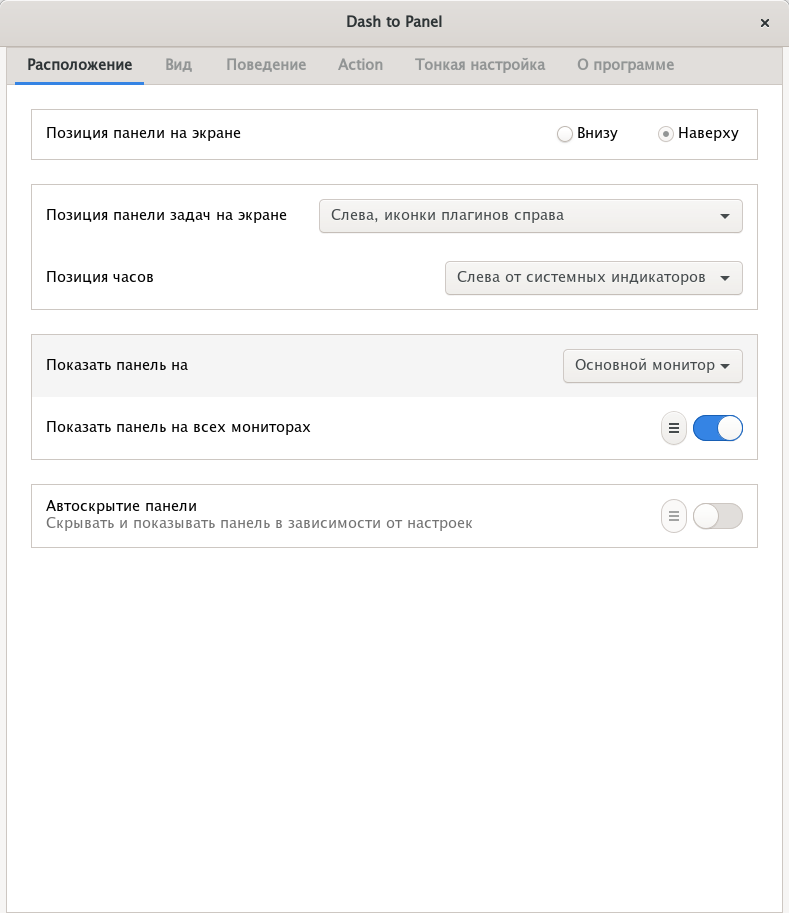 Dash to Panel
Расположение Вид Поведение Action Тонкая настройка О программе
Позиция панели на экране Внизу Наверху
Позиция панели задач на экране Слева, иконки плагинов справа
Позиция часов Слева от системных индикаторов
Показать панель на Основной монитор
Показать панель на всех мониторах
Автоскрытие панели
Скрывать и показывать панель в зависимости от настроек